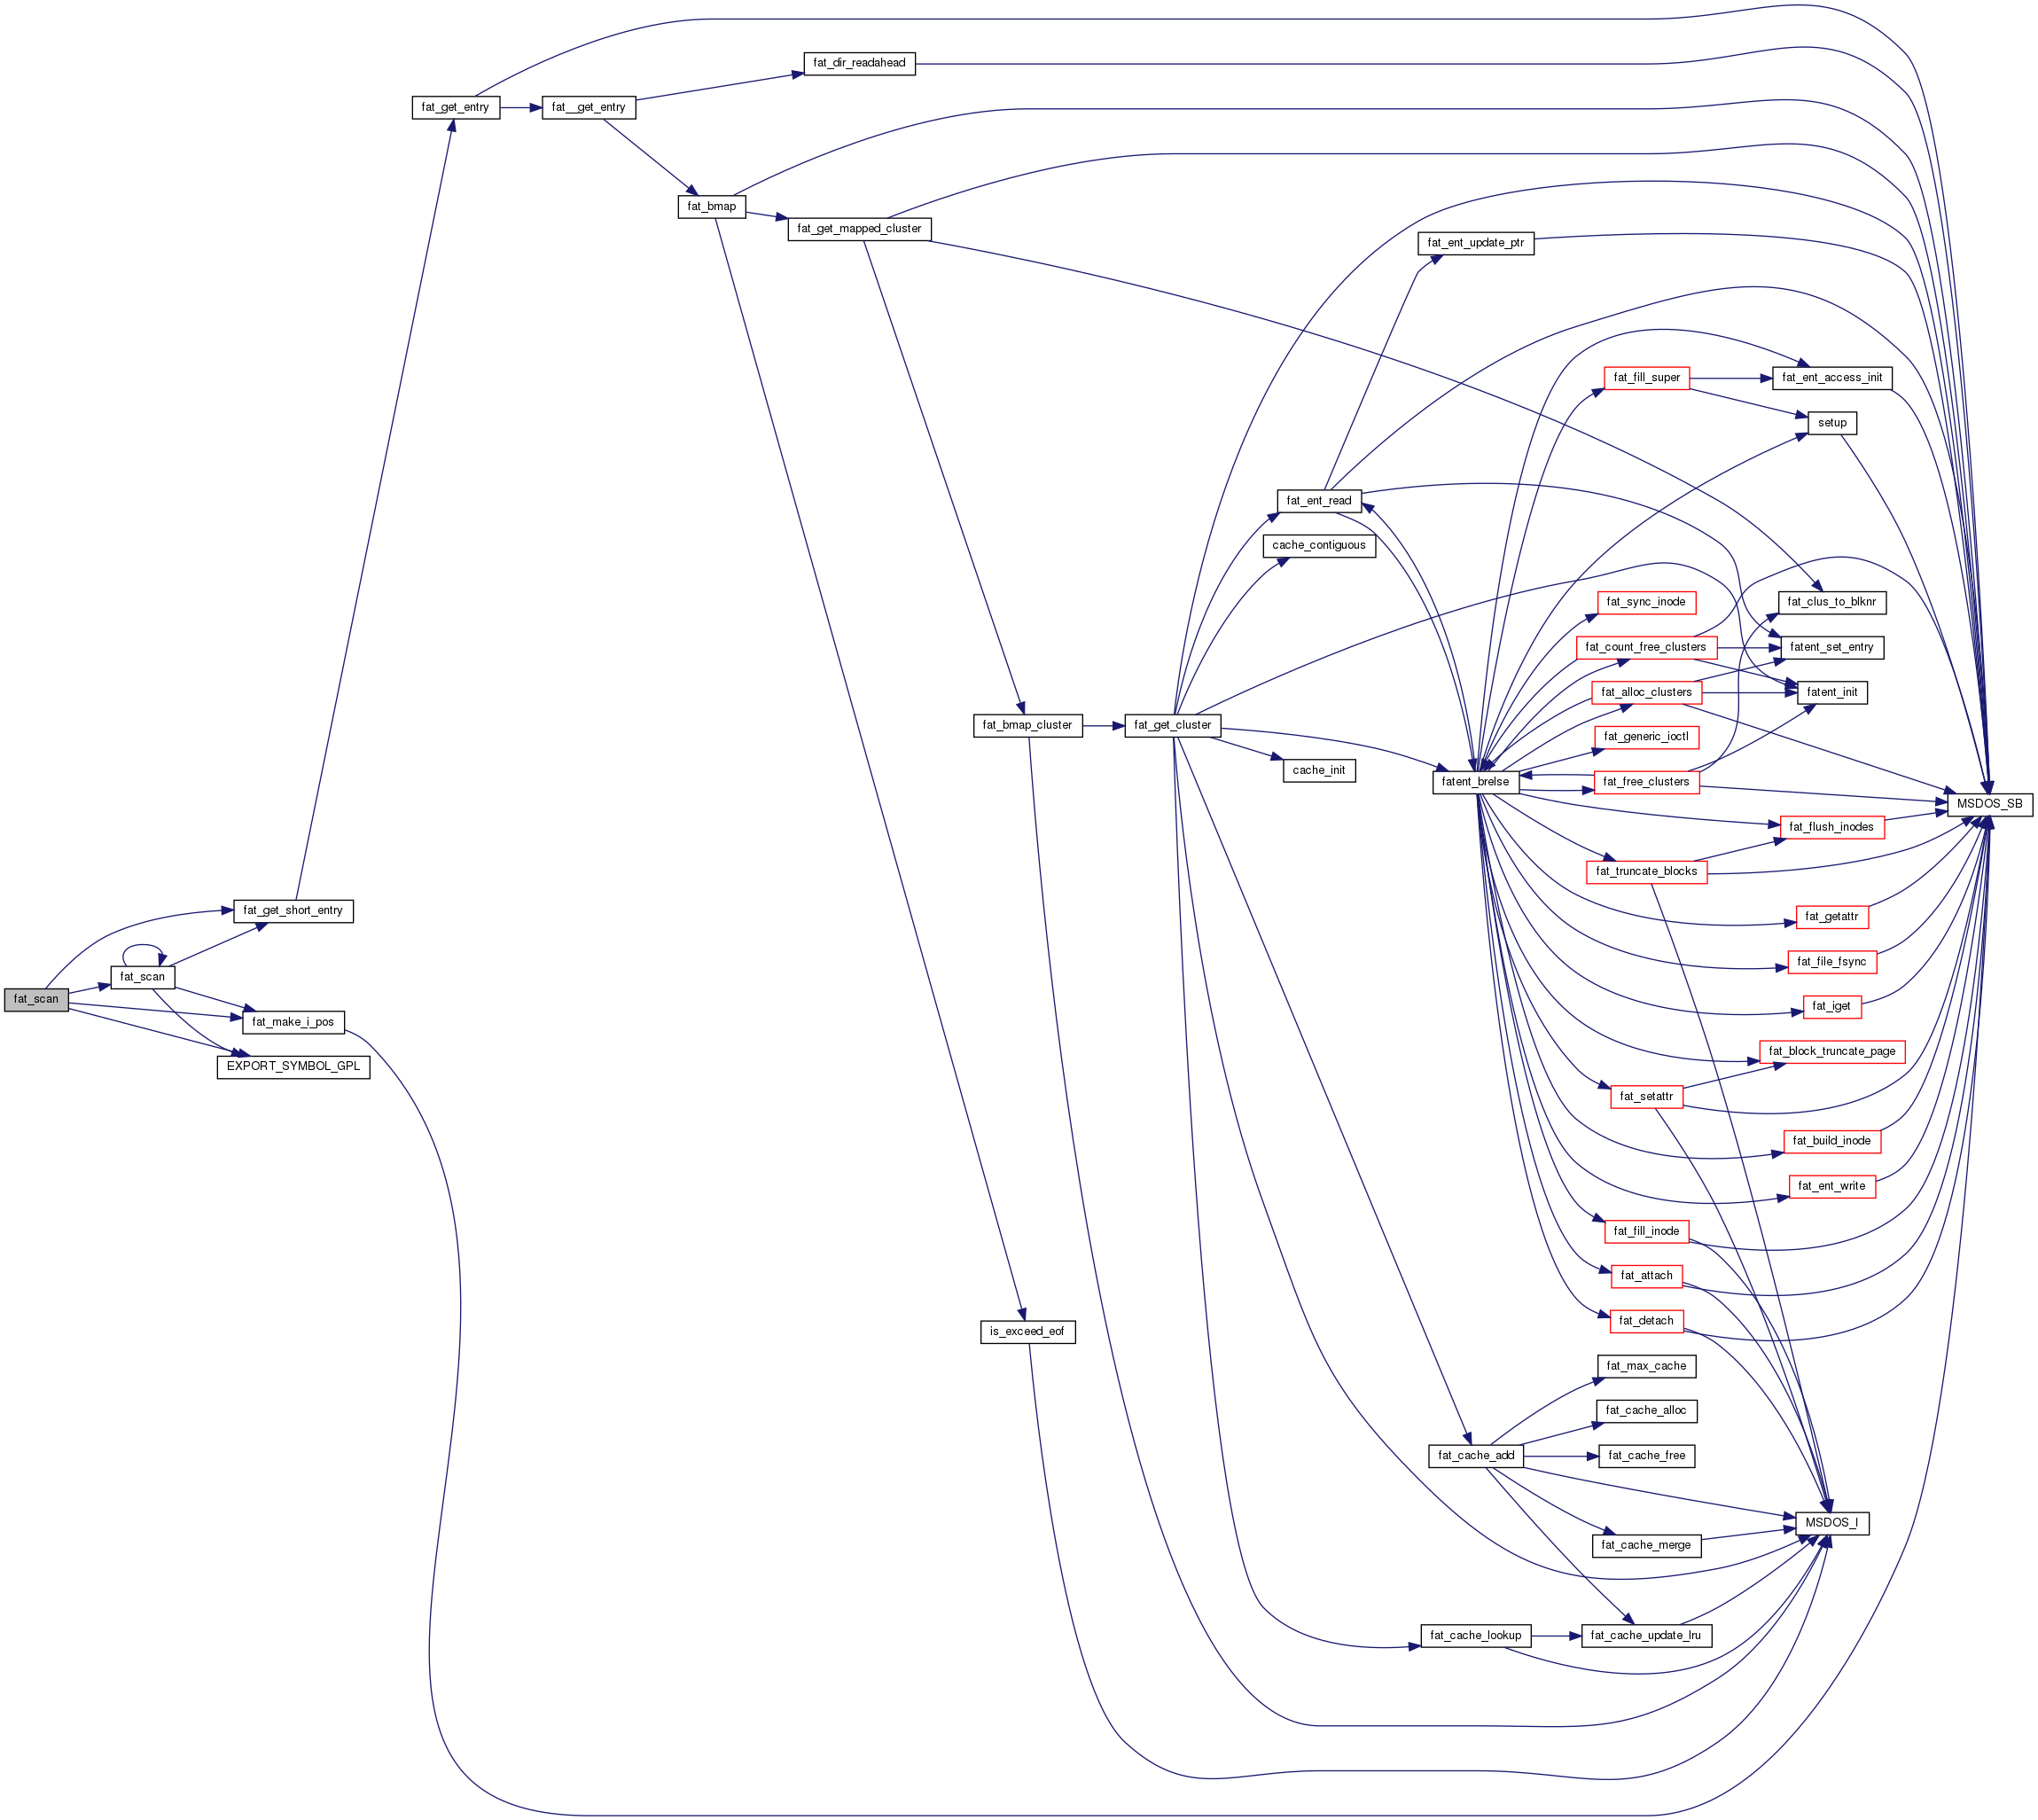 fat_dir_readahead
fat_get_entry
fat__get_entry
fat_bmap
fat_get_mapped_cluster
fat_ent_update_ptr
fat_fill_super
fat_ent_access_init
setup
fat_ent_read
cache_contiguous
fat_sync_inode
fat_clus_to_blknr
fat_count_free_clusters
fatent_set_entry
fat_alloc_clusters
fatent_init
fat_bmap_cluster
fat_get_cluster
fat_generic_ioctl
cache_init
fatent_brelse
fat_free_clusters
MSDOS_SB
fat_flush_inodes
fat_truncate_blocks
fat_get_short_entry
fat_getattr
fat_file_fsync
fat_scan
fat_scan
fat_iget
fat_make_i_pos
fat_block_truncate_page
EXPORT_SYMBOL_GPL
fat_setattr
fat_build_inode
fat_ent_write
fat_fill_inode
fat_attach
fat_detach
is_exceed_eof
fat_max_cache
fat_cache_alloc
fat_cache_add
fat_cache_free
MSDOS_I
fat_cache_merge
fat_cache_lookup
fat_cache_update_lru